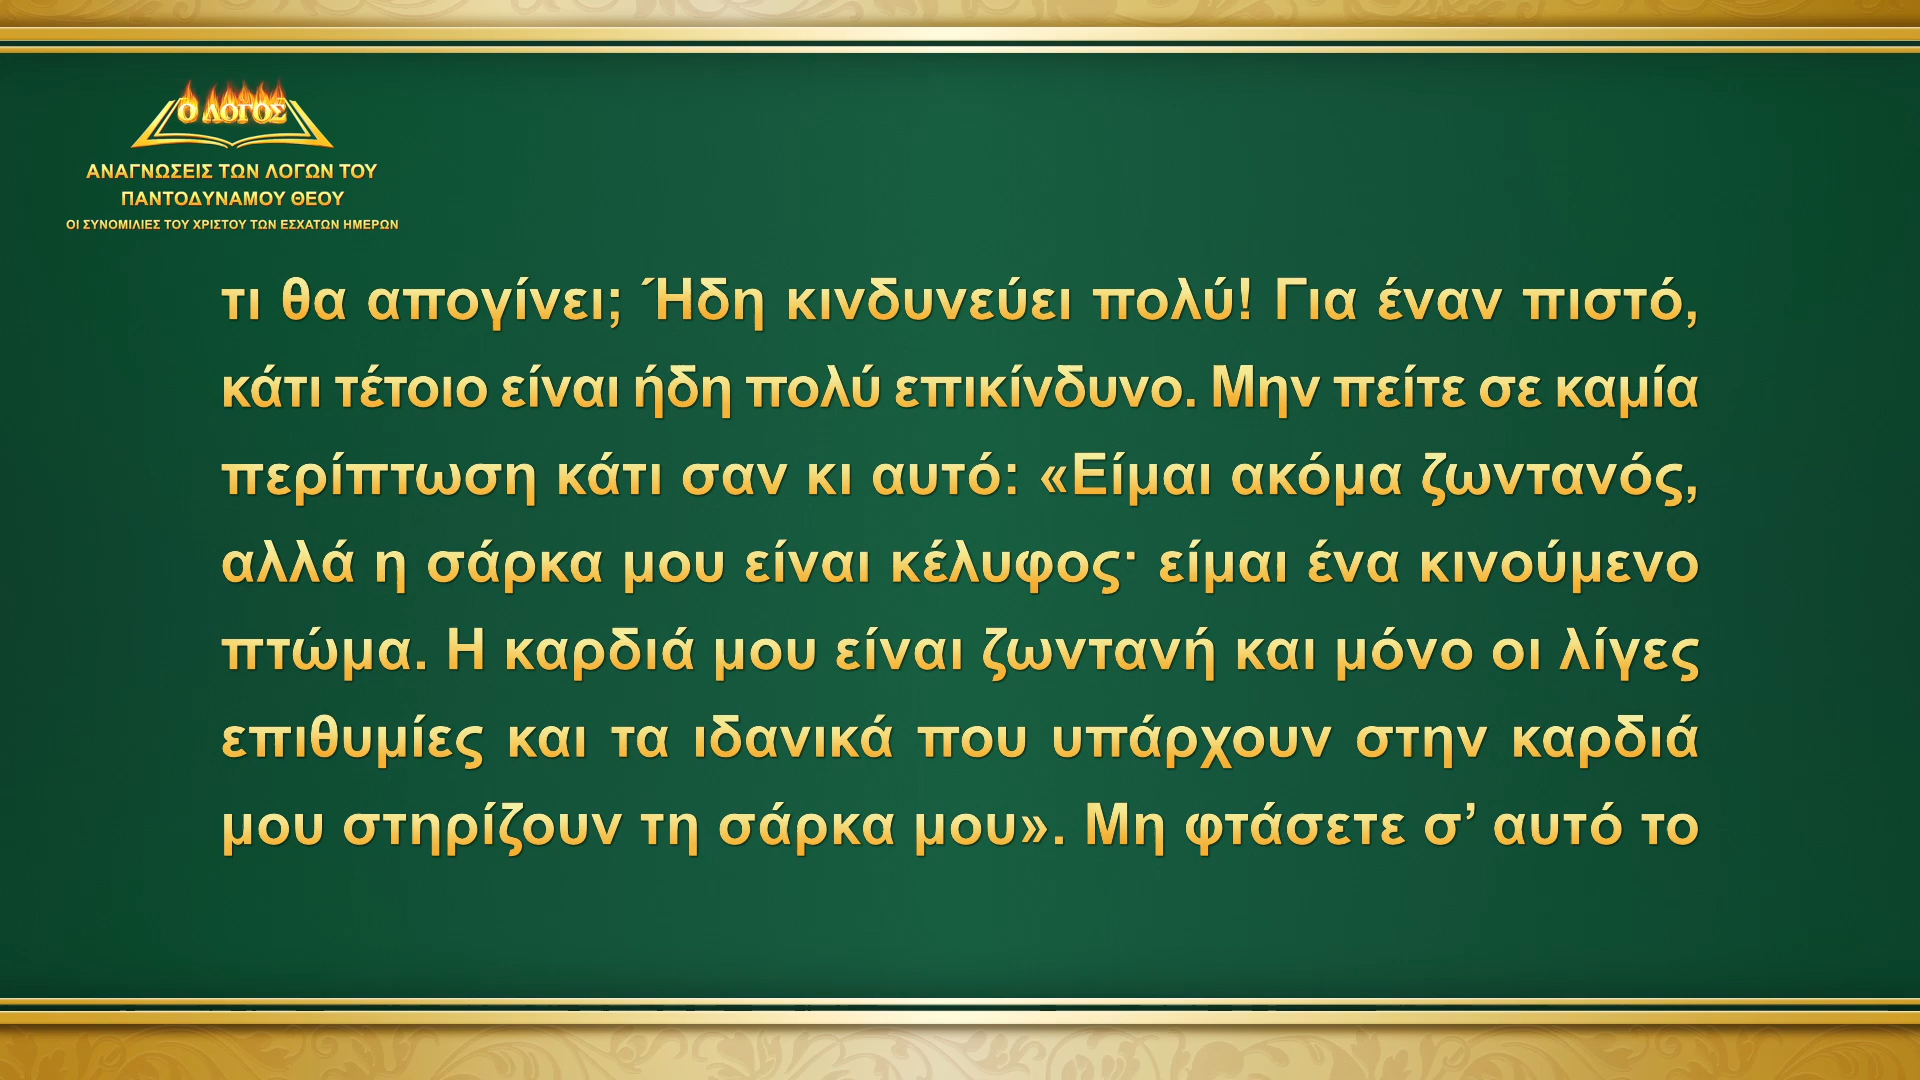 Ο ΛΟΓΟΣ
ΑΝΑΓΝΩΣΕΙΣ ΤΩΝ ΛΟΓΩΝ ΤΟΥ
ΠΑΝΤΟΔΥΝΑΜΟΥ ΘΕΟΥ
ΟΙ ΣΥΝΟΜΙΛΙΕΣ ΤΟΥ ΧΡΙΣΤΟΥ ΤΩΝ ΕΣΧΑΤΩΝ ΗΜΕΡΩΝ
τι θα απογίνει; Ήδη κινδυνεύει πολύ! Για έναν πιστό,
κάτι τέτοιο είναι ήδη πολύ επικίνδυνο. Μην πείτε σε καμία
περίπτωση κάτι σαν κι αυτό: «Είμαι ακόμα ζωντανός,
αλλά η σάρκα μου είναι κέλυφος· είμαι ένα κινούμενο
πτώμα. Η καρδιά μου είναι ζωντανή και μόνο οι λίγες
επιθυμίες και τα ιδανικά που υπάρχουν στην καρδιά
μου στηρίζουν τη σάρκα μου». Μη φτάσετε σ’ αυτό το